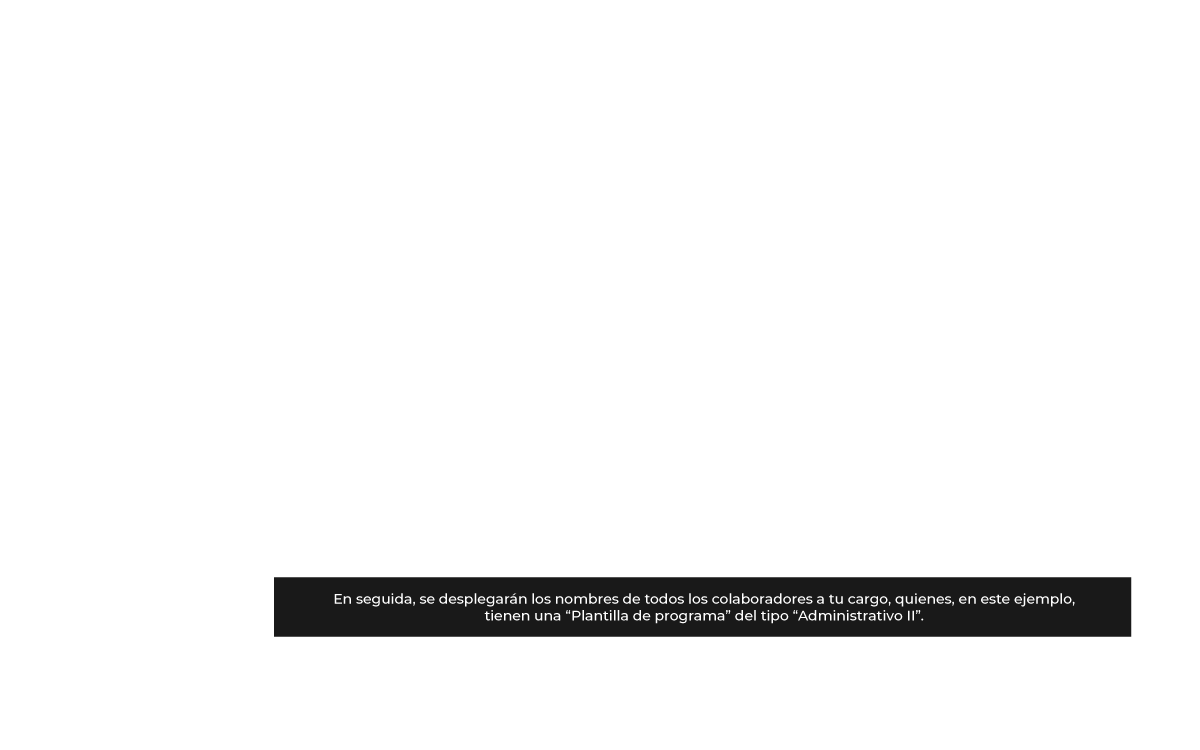 En seguida, se desplegarán los nombres de todos los colaboradores a tu cargo, quienes, en este ejemplo,
tienen una “Plantilla de programa” del tipo “Administrativo II”.